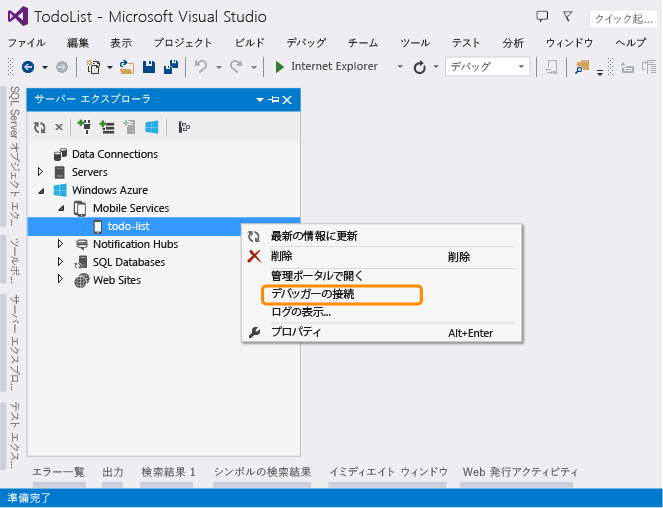 TodoList - Microsoft Visual Studio
クイック起...
ファイル 編集 表示 プロジェクト ビルド デバッグ チーム ツール テスト 分析 ウィンドウ ヘルプ
Internet Explorer デバッグ
SQL Server オブジェクト エク...
ツールボ...
サーバー エクスプロ...
テスト エクス...
サーバー エクスプローラ
Data Connections
Servers
Windows Azure
Mobile Services
todo-list
Notification Hubs
SQL Databases
Web Sites
最新の情報に更新
削除 削除
管理ポータルで開く
デバッガーの接続
ログの表示...
プロパティ Alt+Enter
エラー一覧 出力 検索結果 1 シンボルの検索結果 イミディエイト ウィンドウ Web 発行アクティビティ
準備完了